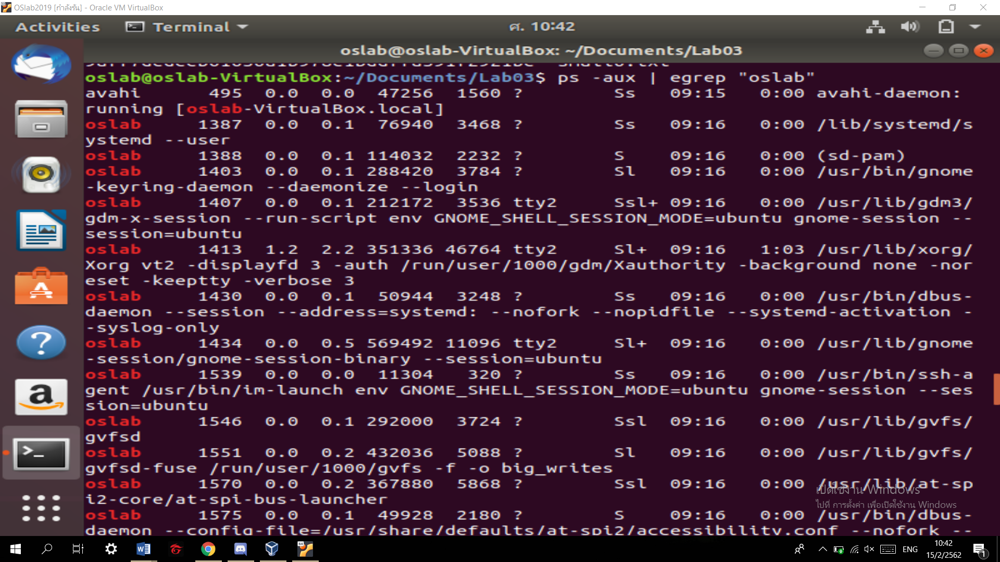 OSlab2019 [กำลังรัน] - Oracle VM VirtualBox
Activities Terminal ศ. 10:42
oslab@oslab-VirtualBox: ~/Documents/Lab03
oslab@oslab-VirtualBox:~/Documents/Lab03$ ps -aux | egrep "oslab"
avahi 495 0.0 0.0 47256 1560 ? Ss 09:15 0:00 avahi-daemon:
running [oslab-VirtualBox.local]
oslab 1387 0.0 0.1 76940 3468 ? Ss 09:16 0:00 /lib/systemd/s
ystemd --user
oslab 1388 0.0 0.1 114032 2232 ? S 09:16 0:00 (sd-pam)
oslab 1403 0.0 0.1 288420 3784 ? Sl 09:16 0:00 /usr/bin/gnome
-keyring-daemon --daemonize --login
oslab 1407 0.0 0.1 212172 3536 tty2 Ssl+ 09:16 0:00 /usr/lib/gdm3/
gdm-x-session --run-script env GNOME_SHELL_SESSION_MODE=ubuntu gnome-session --
session=ubuntu
oslab 1413 1.2 2.2 351336 46764 tty2 Sl+ 09:16 1:03 /usr/lib/xorg/
Xorg vt2 -displayfd 3 -auth /run/user/1000/gdm/Xauthority -background none -nor
eset -keeptty -verbose 3
oslab 1430 0.0 0.1 50944 3248 ? Ss 09:16 0:00 /usr/bin/dbus-
daemon --session --address=systemd: --nofork --nopidfile --systemd-activation -
-syslog-only
oslab 1434 0.0 0.5 569492 11096 tty2 Sl+ 09:16 0:00 /usr/lib/gnome
-session/gnome-session-binary --session=ubuntu
oslab 1539 0.0 0.0 11304 320 ? Ss 09:16 0:00 /usr/bin/ssh-a
gent /usr/bin/im-launch env GNOME_SHELL_SESSION_MODE=ubuntu gnome-session --ses
sion=ubuntu
oslab 1546 0.0 0.1 292000 3724 ? Ssl 09:16 0:00 /usr/lib/gvfs/
gvfsd
oslab 1551 0.0 0.2 432036 5088 ? Sl 09:16 0:00 /usr/lib/gvfs/
gvfsd-fuse /run/user/1000/gvfs -f -o big_writes
oslab 1570 0.0 0.2 367880 5868 ? Ssl 09:16 0:00 /usr/lib/at-sp
i2-core/at-spi-bus-launcher
oslab 1575 0.0 0.1 49928 2180 ? S 09:16 0:00 /usr/bin/dbus-
daemon --config-file=/usr/share/defaults/at-spi2/accessibility.conf --nofork --
เปิดใช้งาน Windows
ไปที่ การตั้งค่า เพื่อเปิดใช้งาน Windows
ENG
10:42
15/2/2562
1